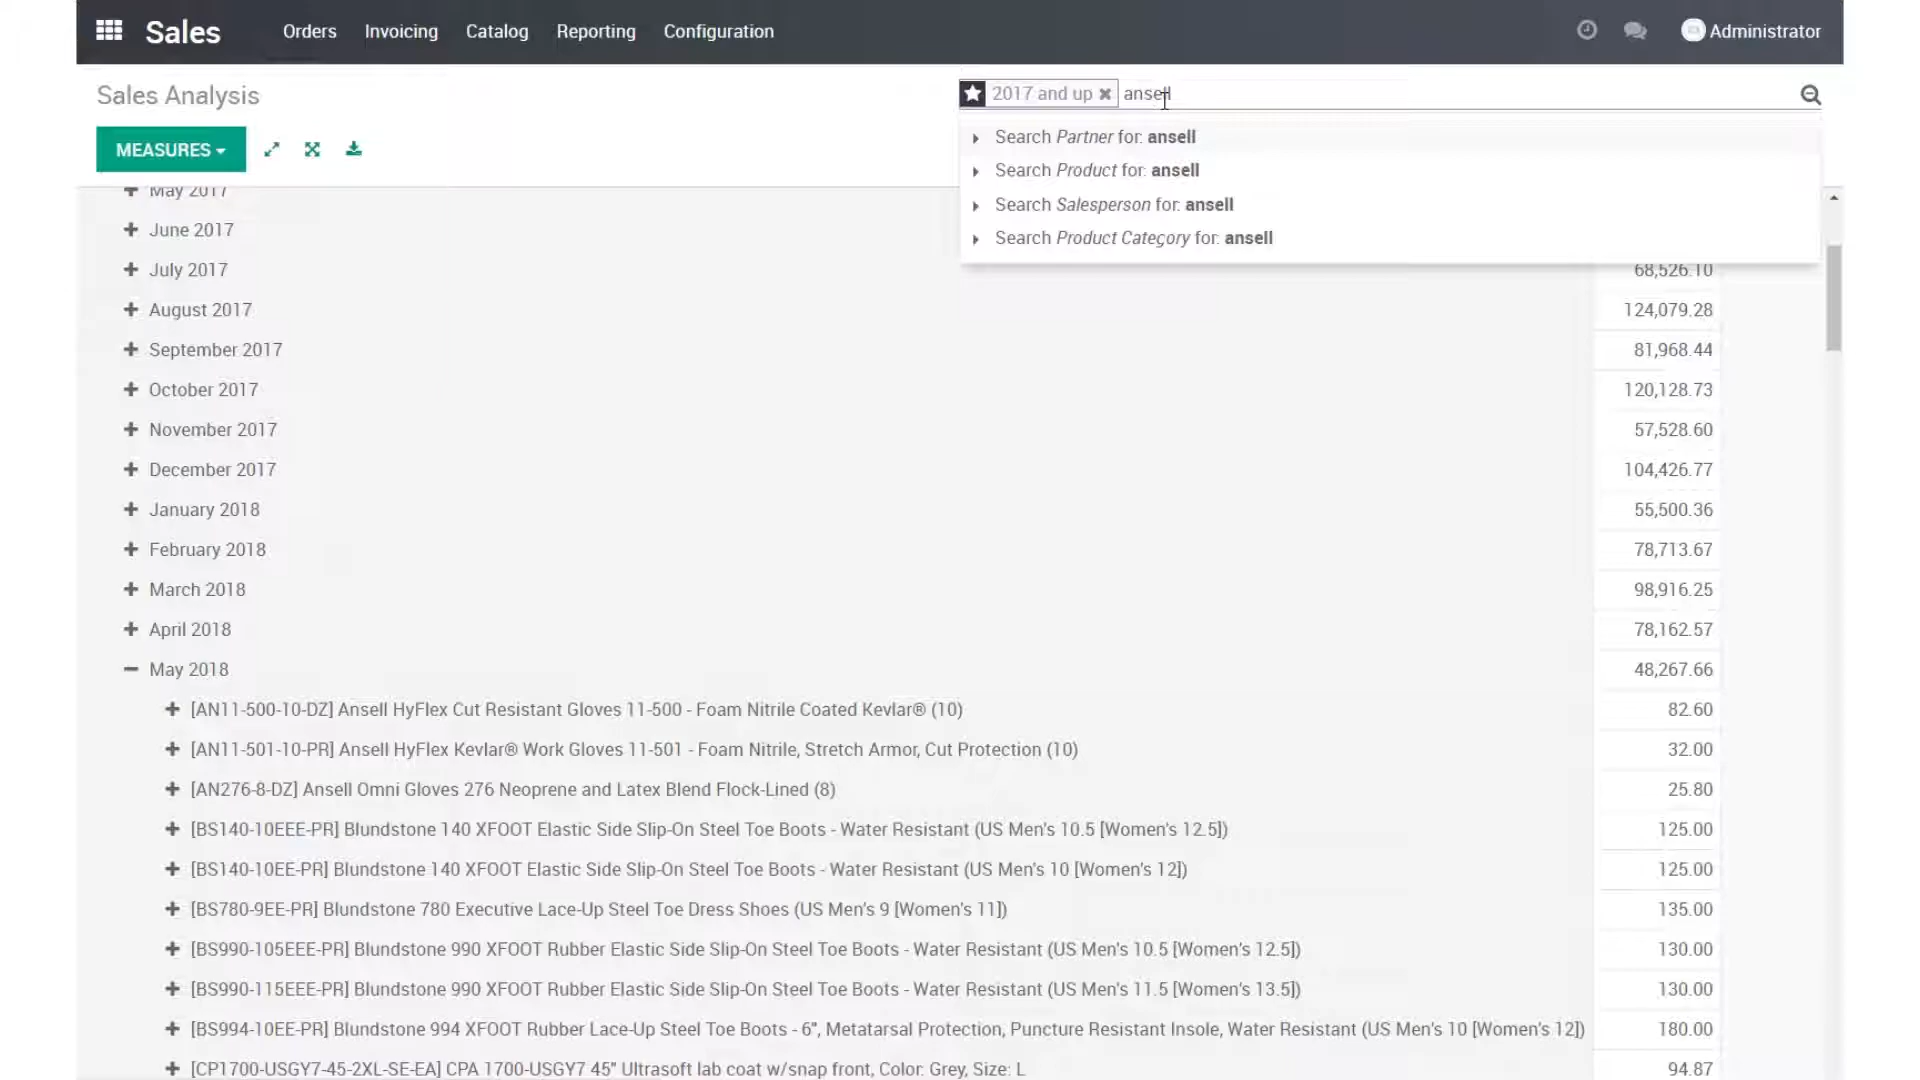 Sales Orders Invoicing Catalog Reporting Configuration Administrator
Sales Analysis
2017 and up ansell
MEASURES
Search Partner for: ansell
Search Product for: ansell
Search Salesperson for: ansell
Search Product Category for: ansell
May 2017
June 2017
July 2017 68,526.10
August 2017 124,079.28
September 2017 81,968.44
October 2017 120,128.73
November 2017 57,528.60
December 2017 104,426.77
January 2018 55,500.36
February 2018 78,713.67
March 2018 98,916.25
April 2018 78,162.57
May 2018 48,267.66
[AN11-500-10-DZ] Ansell HyFlex Cut Resistant Gloves 11-500 - Foam Nitrile Coated Kevlar® (10) 82.60
[AN11-501-10-PR] Ansell HyFlex Kevlar® Work Gloves 11-501 - Foam Nitrile, Stretch Armor, Cut Protection (10) 32.00
[AN276-8-DZ] Ansell Omni Gloves 276 Neoprene and Latex Blend Flock-Lined (8) 25.80
[BS140-10EEE-PR] Blundstone 140 XFOOT Elastic Side Slip-On Steel Toe Boots - Water Resistant (US Men's 10.5 [Women's 12.5]) 125.00
[BS140-10EE-PR] Blundstone 140 XFOOT Elastic Side Slip-On Steel Toe Boots - Water Resistant (US Men's 10 [Women's 12]) 125.00
[BS780-9EE-PR] Blundstone 780 Executive Lace-Up Steel Toe Dress Shoes (US Men's 9 [Women's 11]) 135.00
[BS990-105EEE-PR] Blundstone 990 XFOOT Rubber Elastic Side Slip-On Steel Toe Boots - Water Resistant (US Men's 10.5 [Women's 12.5]) 130.00
[BS990-115EEE-PR] Blundstone 990 XFOOT Rubber Elastic Side Slip-On Steel Toe Boots - Water Resistant (US Men's 11.5 [Women's 13.5]) 130.00
[BS994-10EE-PR] Blundstone 994 XFOOT Rubber Lace-Up Steel Toe Boots - 6", Metatarsal Protection, Puncture Resistant Insole, Water Resistant (US Men's 10 [Women's 12]) 180.00
[CP1700-USGY7-45-2XL-SE-EA] CPA 1700-USGY7 45" Ultrasoft lab coat w/snap front, Color: Grey, Size: L 94.87